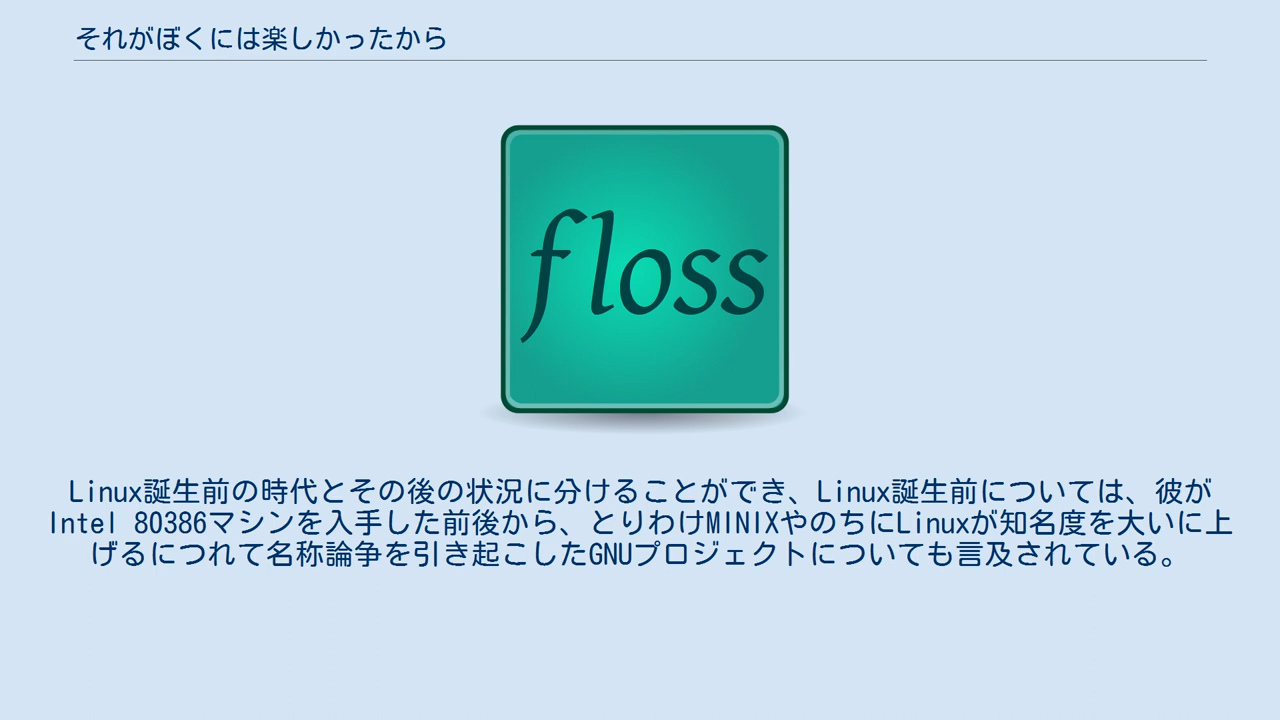 それがぼくには楽しかったから
floss
Linux誕生前の時代とその後の状況に分けることができ、Linux誕生前については、彼が
Intel 80386マシンを入手した前後から、とりわけMINIXやのちにLinuxが知名度を大いに上
げるにつれて名称論争を引き起こしたGNUプロジェクトについても言及されている。